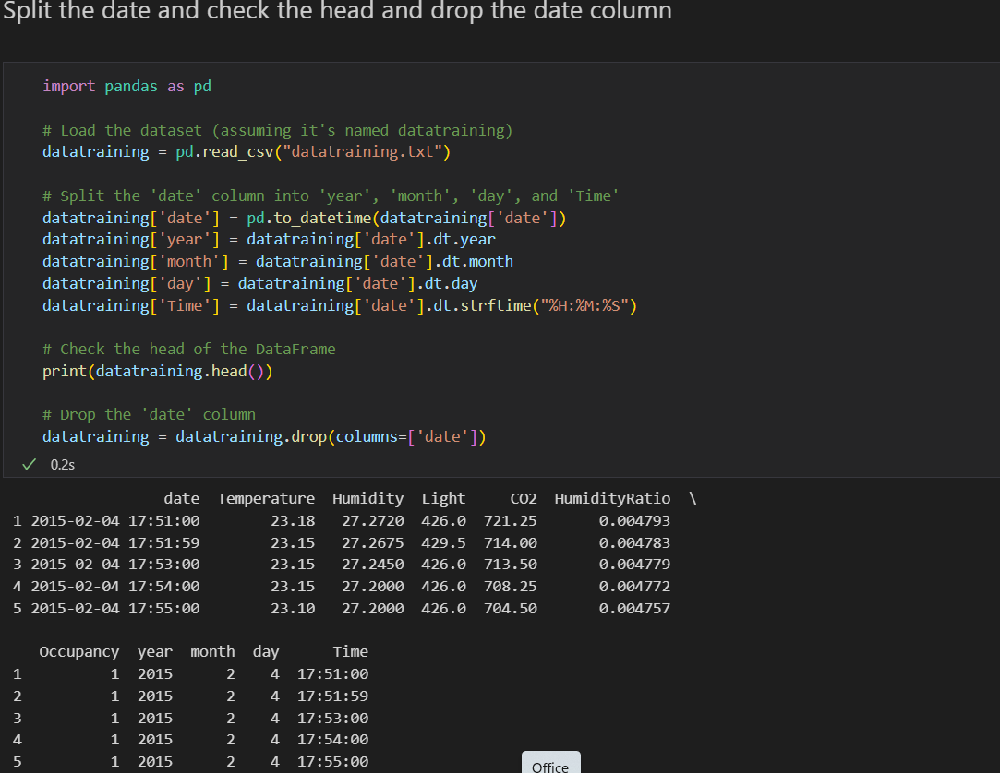 Split the date and check the head and drop the date column
import pandas as pd
# Load the dataset (assuming it's named datatraining)
datatraining = pd.read_csv("datatraining.txt")
# Split the 'date' column into 'year', 'month', 'day', and 'Time'
datatraining['date'] = pd.to_datetime(datatraining['date'])
datatraining['year'] = datatraining['date'].dt.year
datatraining['month'] = datatraining['date'].dt.month
datatraining['day'] = datatraining['date'].dt.day
datatraining['Time'] = datatraining['date'].dt.strftime("%H:%M:%S")
# Check the head of the DataFrame
print(datatraining.head())
# Drop the 'date' column
datatraining = datatraining.drop(columns=['date'])
0.2s
date Temperature Humidity Light CO2 HumidityRatio \
1 2015-02-04 17:51:00 23.18 27.2720 426.0 721.25 0.004793
2 2015-02-04 17:51:59 23.15 27.2675 429.5 714.00 0.004783
3 2015-02-04 17:53:00 23.15 27.2450 426.0 713.50 0.004779
4 2015-02-04 17:54:00 23.15 27.2000 426.0 708.25 0.004772
5 2015-02-04 17:55:00 23.10 27.2000 426.0 704.50 0.004757
Occupancy year month day Time
1 1 2015 2 4 17:51:00
2 1 2015 2 4 17:51:59
3 1 2015 2 4 17:53:00
4 1 2015 2 4 17:54:00
5 1 2015 2 4 17:55:00
Office